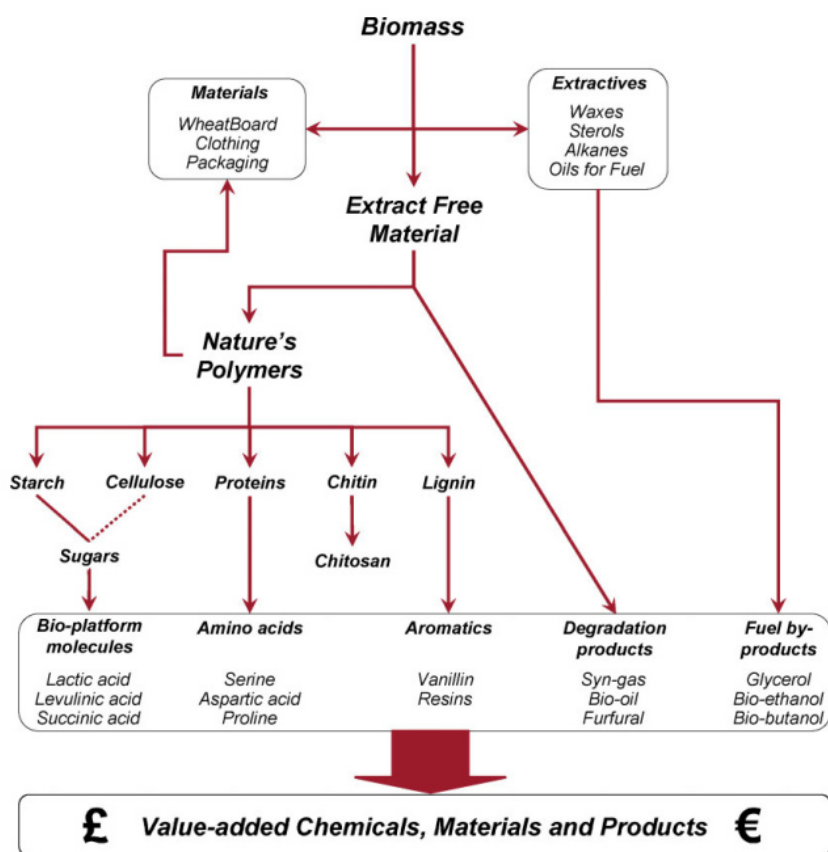 Biomass
Materials
WheatBoard
Clothing
Packaging
Extractives
Waxes
Sterols
Alkanes
Oils for Fuel
Extract Free
Material
Nature's
Polymers
Starch
Cellulose
Proteins
Chitin
Lignin
Sugars
Chitosan
Bio-platform
molecules
Lactic acid
Levulinic acid
Succinic acid
Amino acids
Serine
Aspartic acid
Proline
Aromatics
Vanillin
Resins
Degradation
products
Syn-gas
Bio-oil
Furfural
Fuel by-
products
Glycerol
Bio-ethanol
Bio-butanol
£ Value-added Chemicals, Materials and Products €